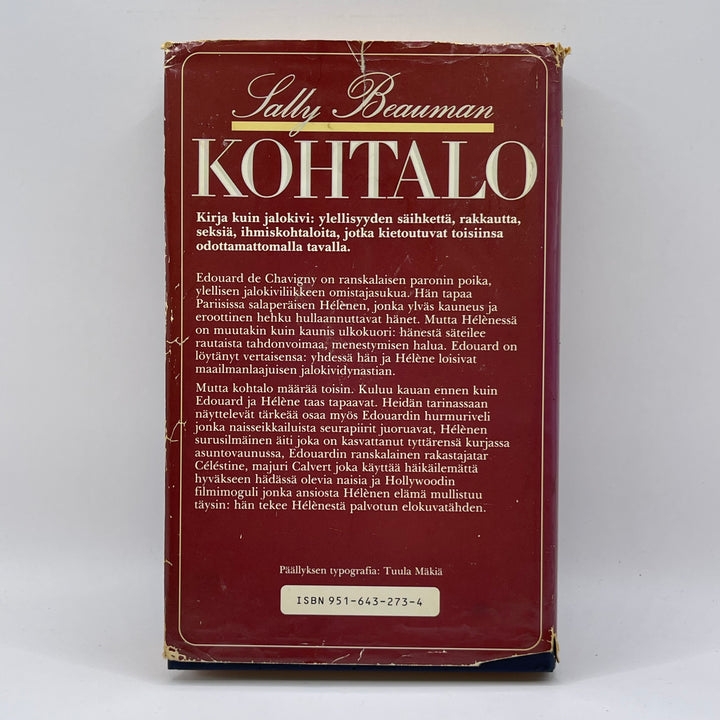 Sally Beauman
KOHTALO
Kirja kuin jalokivi: ylellisyyden säihkettä, rakkautta,
seksiä, ihmiskohtaloita, jotka kietoutuvat toisiinsa
odottamattomalla tavalla.
Edouard de Chavigny on ranskalaisen paronin poika,
ylellisen jalokiviliikkeen omistajasukua. Hän tapaa
Pariisissa salaperäisen Hélènen, jonka ylväs kauneus ja
eroottinen hehku hullaannuttavat hänet. Mutta Hélènessä
on muutakin kuin kaunis ulkokuori: hänestä säteilee
rautaista tahdonvoimaa, menestymisen halua. Edouard on
löytänyt vertaisensa: yhdessä hän ja Hélène loisivat
maailmanlaajuisen jalokividynastian.
Mutta kohtalo määrää toisin. Kuluu kauan ennen kuin
Edouard ja Hélène taas tapaavat. Heidän tarinassaan
näyttelevät tärkeää osaa myös Edouardin hurmuriveli
jonka naisseikkailuista seurapiirit juoruavat, Hélènen
surusilmäinen äiti joka on kasvattanut tyttärensä kurjassa
asuntovaunussa, Edouardin ranskalainen rakastajatar
Céléstine, majuri Calvert joka käyttää häikäilemättä
hyväkseen hädässä olevia naisia ja Hollywoodin
filmimoguli jonka ansiosta Hélènen elämä mullistuu
täysin: hän tekee Hélènestä palvotun elokuvatähden.
Päällyksen typografia: Tuula Mäkiä
ISBN 951-643-273-4